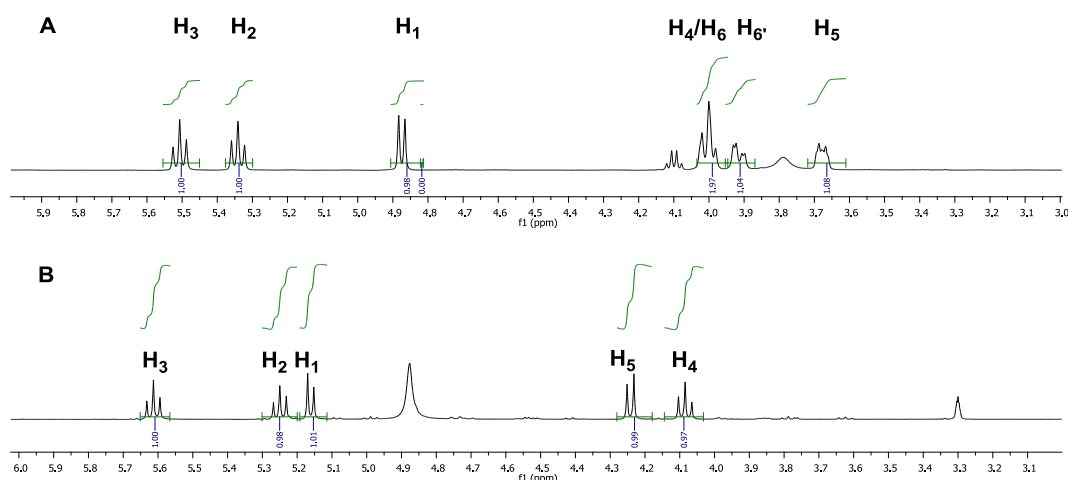 A H₃ H₂ H₁ H₄/H₆ H₆' H₅
1.00 1.00 0.98 0.00 1.97 1.04 1.08
5.9 5.8 5.7 5.6 5.5 5.4 5.3 5.2 5.1 5.0 4.9 4.8 4.7 4.6 4.5 4.4 4.3 4.2 4.1 4.0 3.9 3.8 3.7 3.6 3.5 3.4 3.3 3.2 3.1 3.0
f1 (ppm)
B
H₃ H₂ H₁ H₅ H₄
1.00 0.98 1.01 0.99 0.97
6.0 5.9 5.8 5.7 5.6 5.5 5.4 5.3 5.2 5.1 5.0 4.9 4.8 4.7 4.6 4.5 4.4 4.3 4.2 4.1 4.0 3.9 3.8 3.7 3.6 3.5 3.4 3.3 3.2 3.1
f1 (ppm)